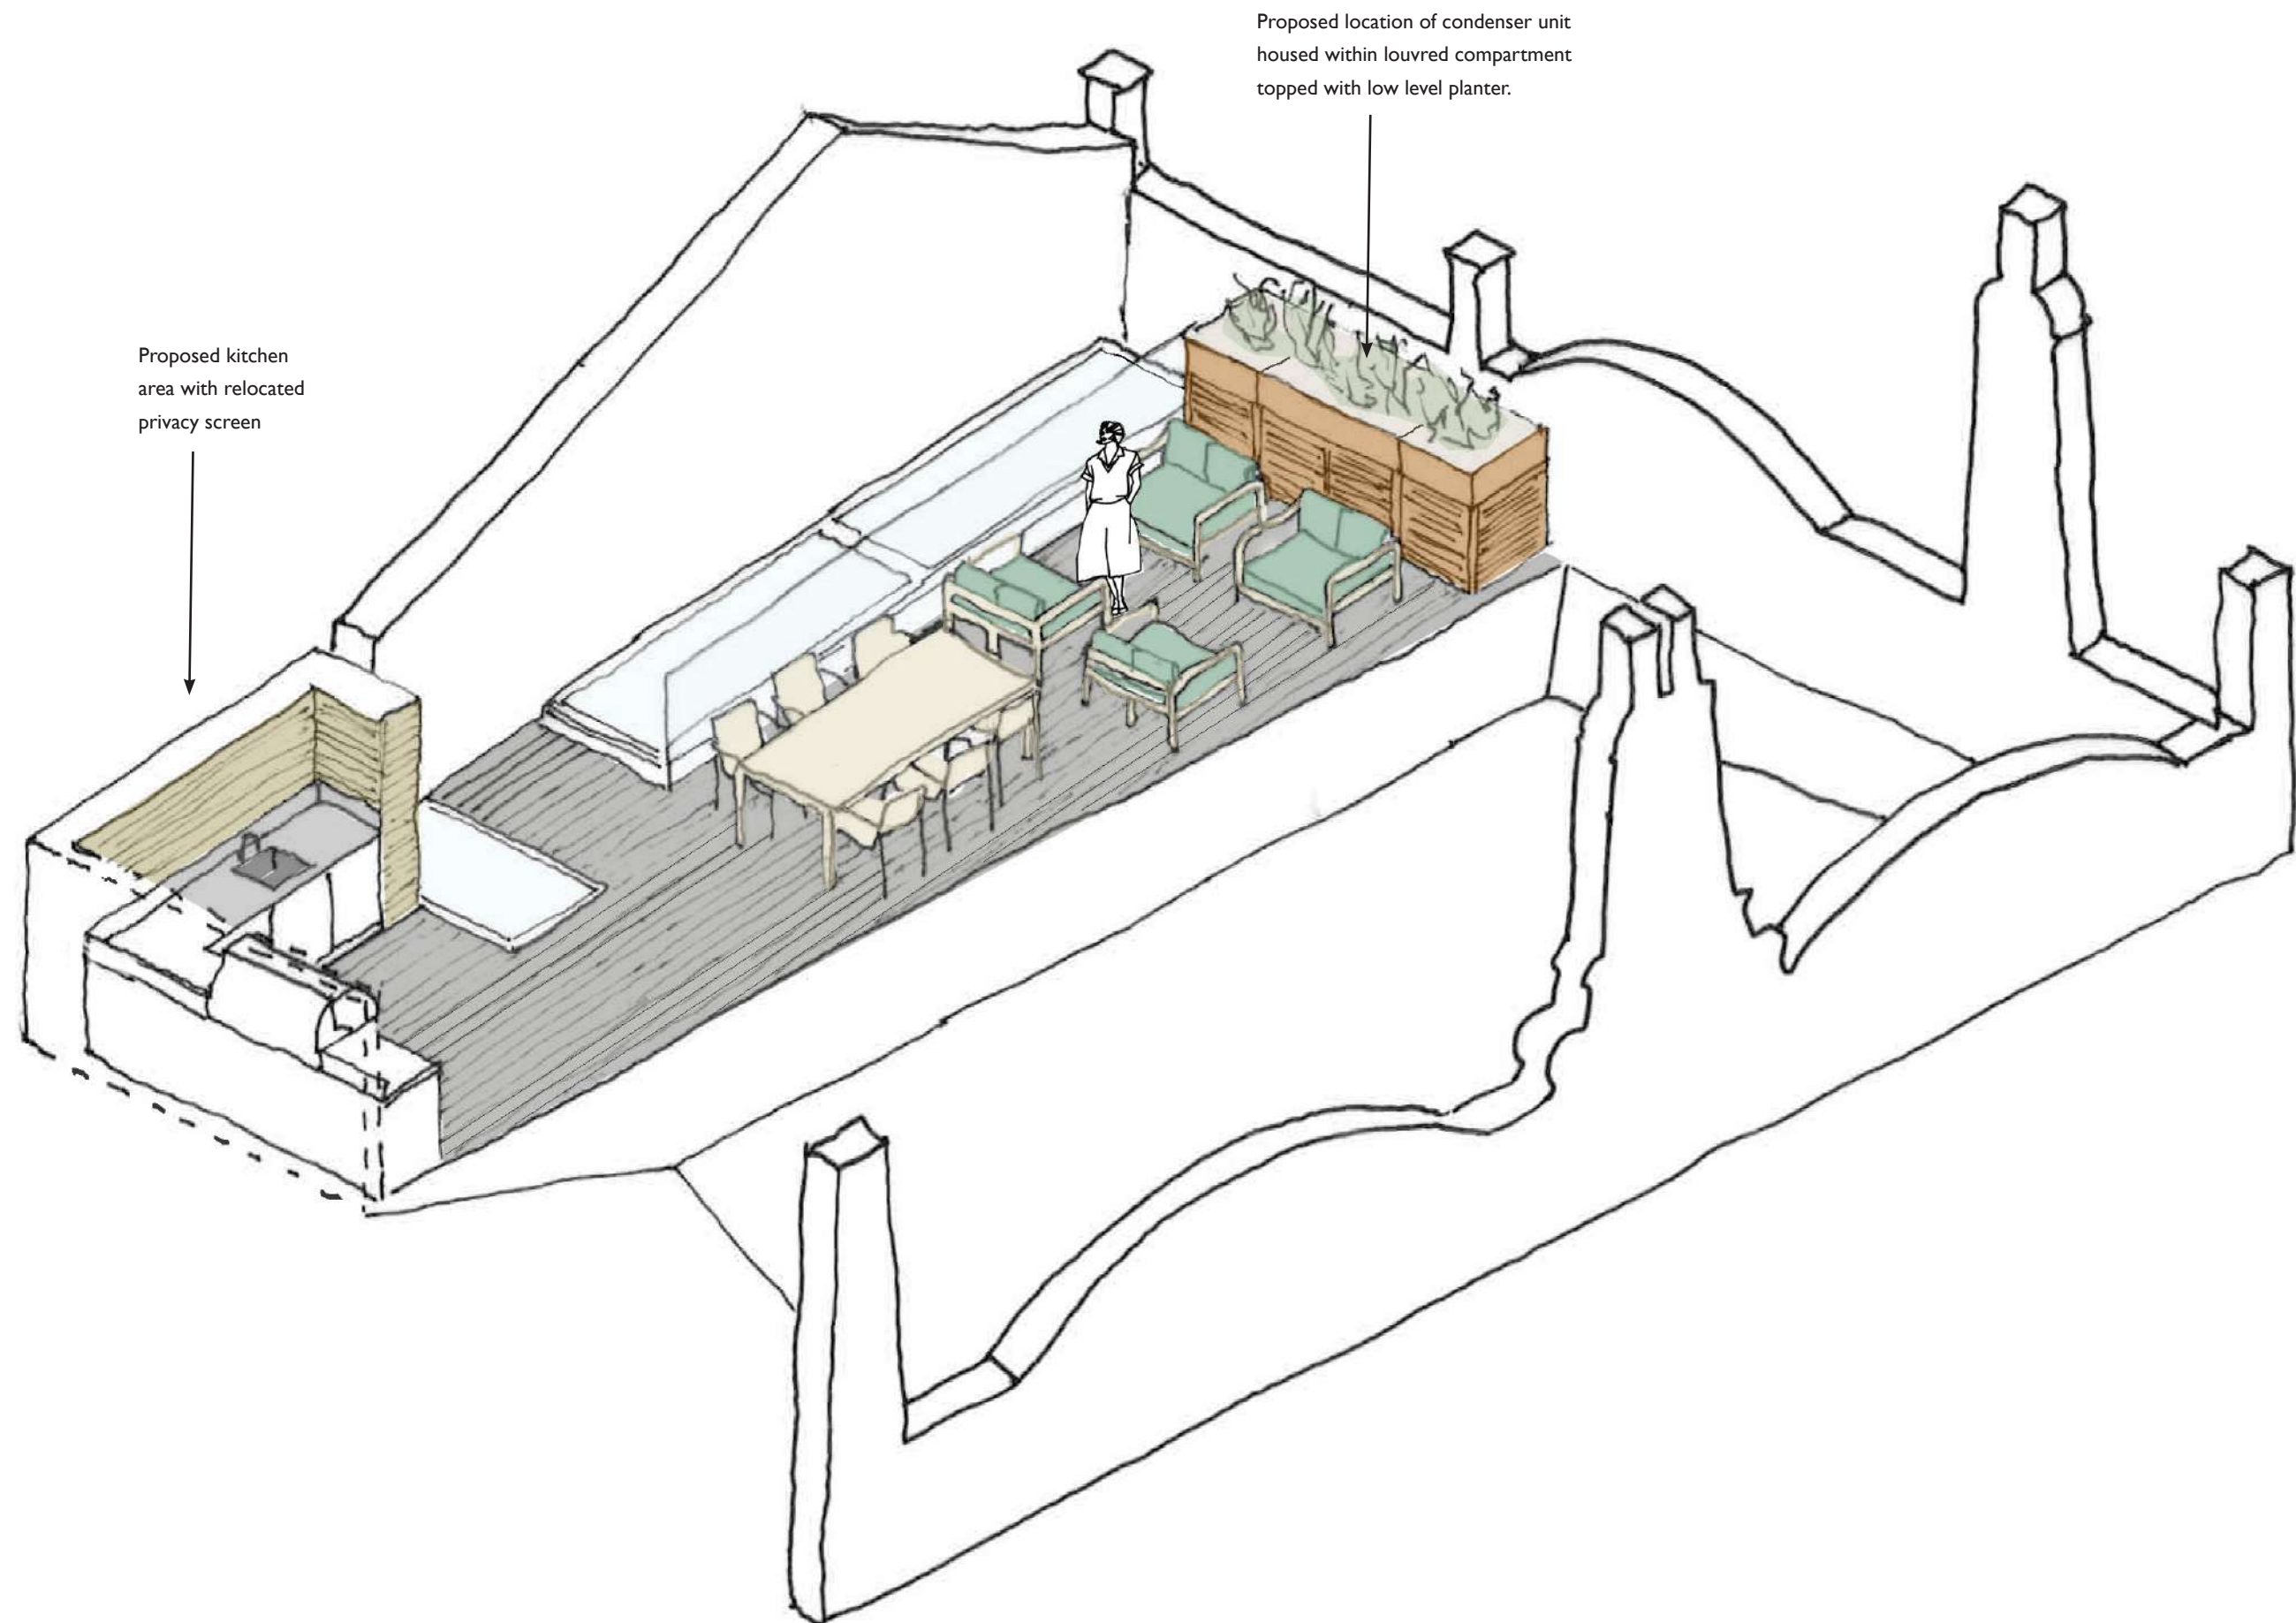 Proposed location of condenser unit
housed within louvred compartment
topped with low level planter.
Proposed kitchen
area with relocated
privacy screen